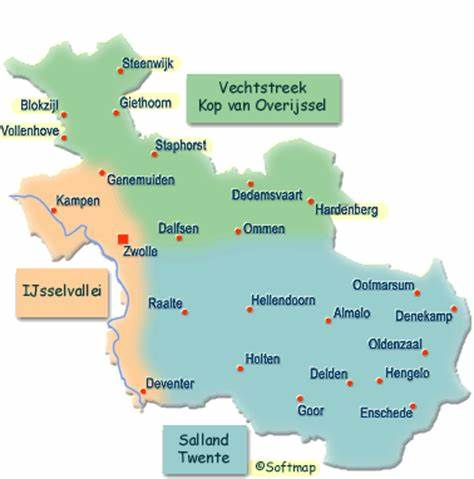 Steenwijk
Vechtstreek
Kop van Overijssel
Blokzijl
Giethoorn
Vollenhove
Staphorst
Genemuiden
Dedemsvaart
Kampen
Hardenberg
Dalfsen
Ommen
Zwolle
IJsselvallei
Ootmarsum
Raalte
Hellendoorn
Almelo
Denekamp
Oldenzaal
Holten
Delden
Hengelo
Deventer
Goor
Enschede
Salland
Twente
©Softmap